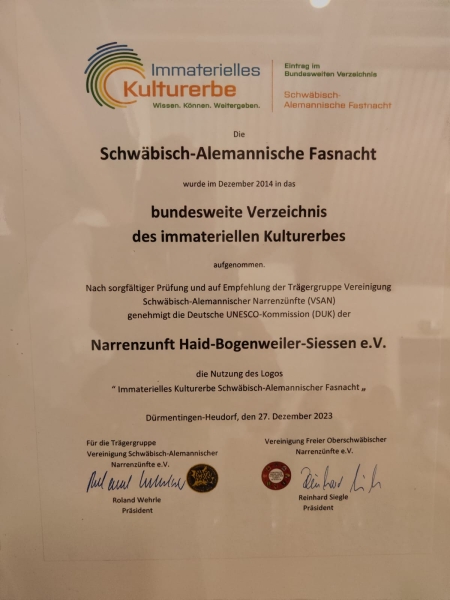 Immaterielles
Kulturerbe
Wissen. Können. Weitergeben.
Eintrag im
Bundesweiten Verzeichnis
Schwäbisch-
Alemannische Fastnacht
Die
Schwäbisch-Alemannische Fasnacht
wurde im Dezember 2014 in das
bundesweite Verzeichnis
des immateriellen Kulturerbes
aufgenommen.
Nach sorgfältiger Prüfung und auf Empfehlung der Trägergruppe Vereinigung
Schwäbisch-Alemannischer Narrenzünfte (VSAN)
genehmigt die Deutsche UNESCO-Kommission (DUK) der
Narrenzunft Haid-Bogenweiler-Siessen e.V.
die Nutzung des Logos
“ Immaterielles Kulturerbe Schwäbisch-Alemannischer Fasnacht „
Dürmentingen-Heudorf, den 27. Dezember 2023
Für die Trägergruppe
Vereinigung Schwäbisch-Alemannischer
Narrenzünfte e.V.
Roland Wehrle
Präsident
Vereinigung Freier Oberschwäbischer
Narrenzünfte e.V.
Reinhard Siegle
Präsident